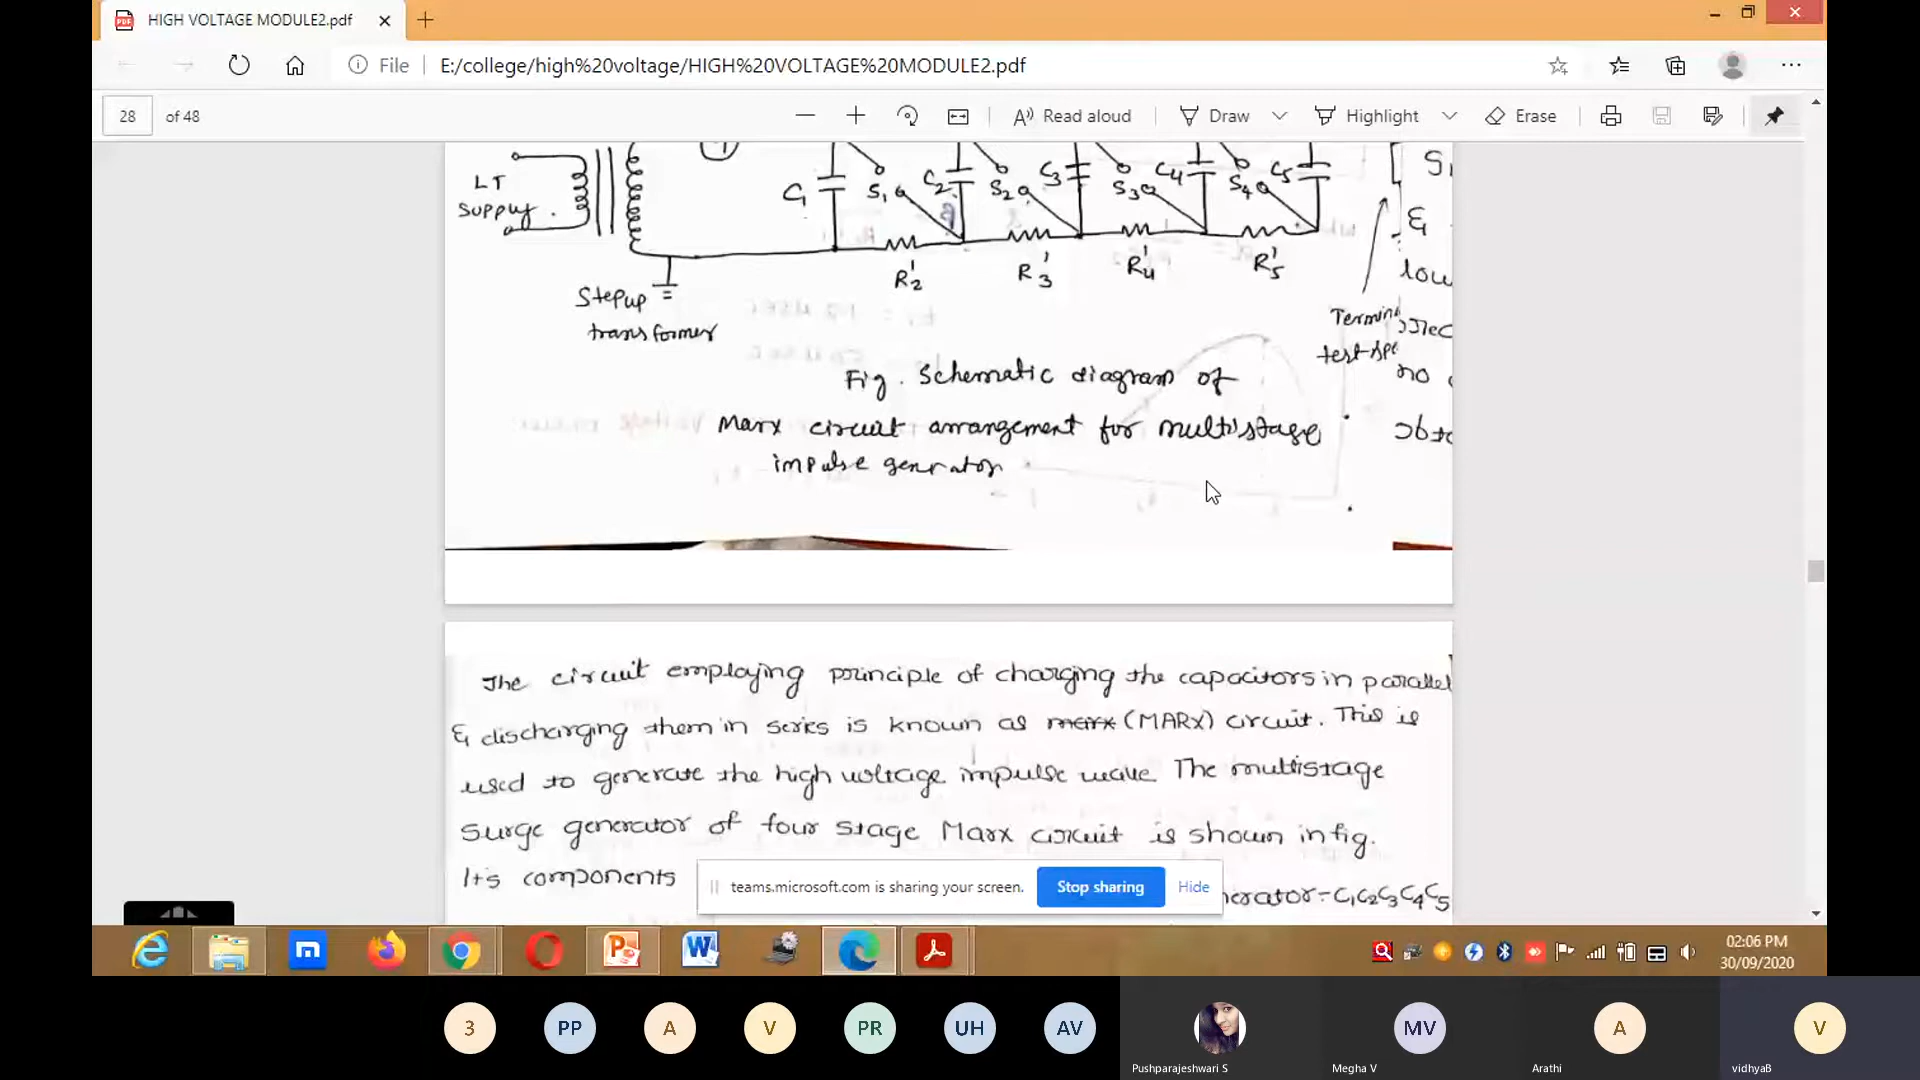 HIGH VOLTAGE MODULE2.pdf
File
E:/college/high%20voltage/HIGH%20VOLTAGE%20MODULE2.pdf
28 of 48
Read aloud
Draw
Highlight
Erase
LT
Supply.
C1
S1
C2
S2
C3
S3
C4
S4
C5
R2'
R3'
R4'
R5'
Stepup
transformer
&
Fig. Schematic diagram of
Marx circuit arrangement for multistage
impulse generator
The circuit employing principle of charging the capacitors in parallel
& discharging them in series is known as marx (MARX) circuit. This is
used to generate the high voltage impulse wave The multistage
surge generator of four stage Marx circuit is shown in fig.
Its components
C1C2C3C4C5
teams.microsoft.com is sharing your screen.
Stop sharing
Hide
02:06 PM
30/09/2020
3
PP
A
V
PR
UH
AV
MV
A
V
Pushparajeshwari S
Megha V
Arathi
vidhyaB